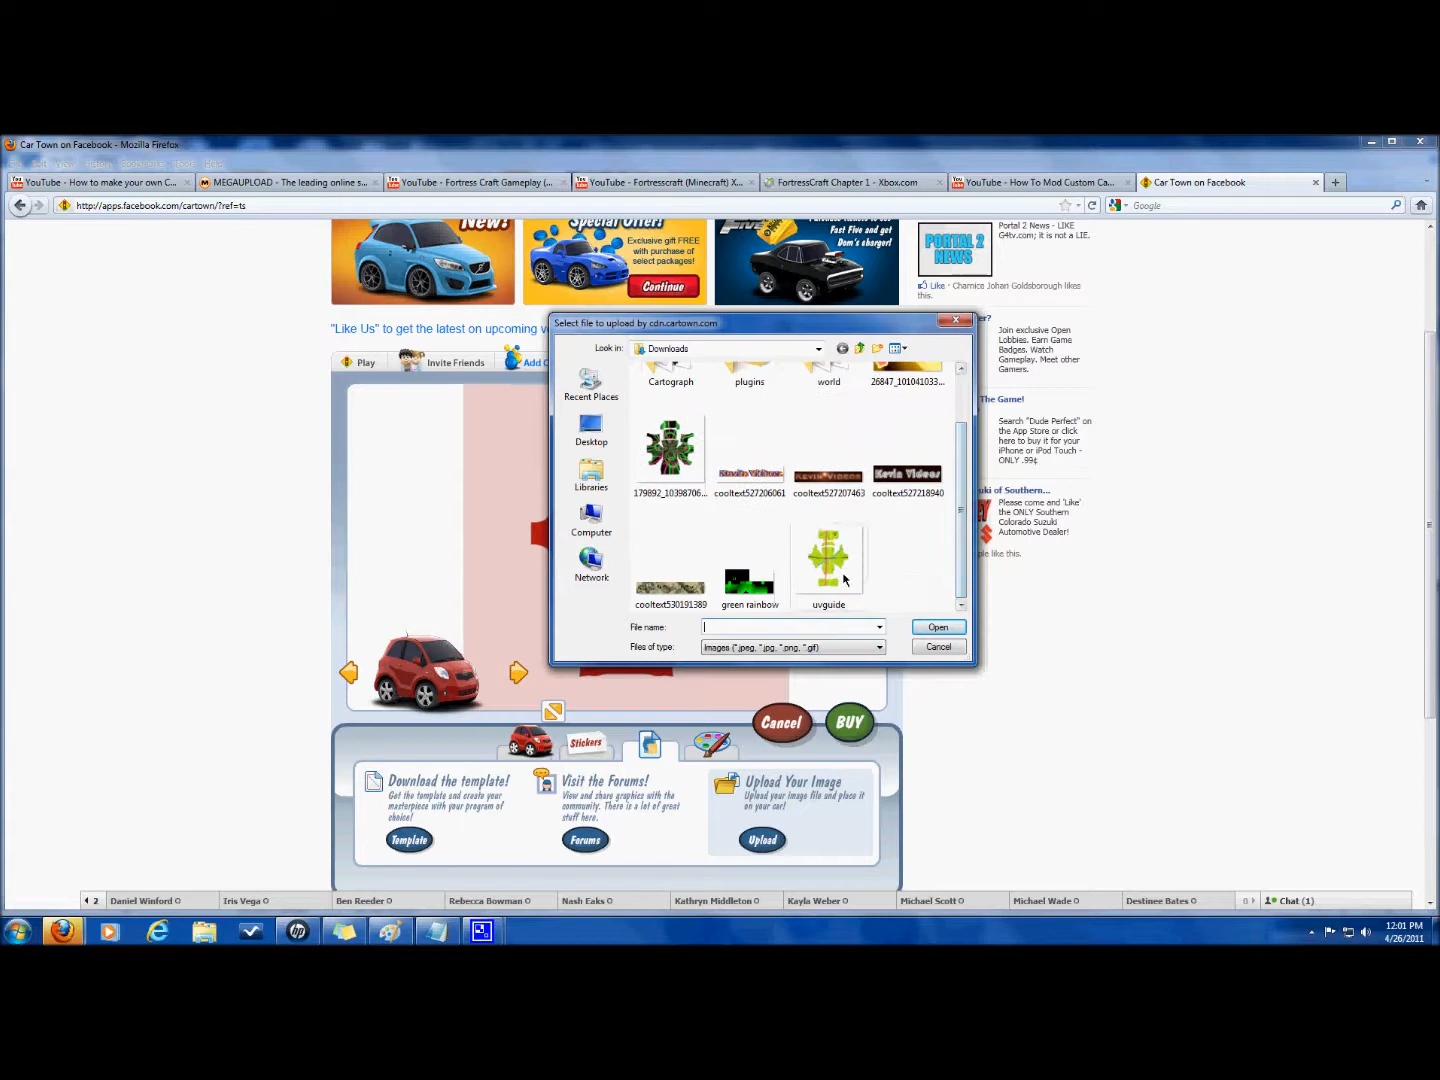 Car Town on Facebook - Mozilla Firefox
YouTube - How to make your own C...
MEGAUPLOAD - The leading online s...
YouTube - Fortress Craft Gameplay (...
YouTube - Fortresscraft (Minecraft) X...
FortressCraft Chapter 1 - Xbox.com
YouTube - How To Mod Custom Ca...
Car Town on Facebook
http://apps.facebook.com/cartown/?ref=ts
Google
New!
Special Offer!
Exclusive gift FREE
with purchase of
select packages!
Continue
Fast Five and get
Dom's charger!
PORTAL 2
NEWS
Portal 2 News - LIKE
G4tv.com; it is not a LIE.
Like · Charnica Johari Goldsborough likes
this.
"Like Us" to get the latest on upcoming
Play
Invite Friends
Add
Select file to upload by cdn.cartown.com
Look in:
Downloads
Recent Places
Desktop
Libraries
Computer
Network
Cartograph
plugins
world
26847_101041033...
Kevin Videos
179892_10398706...
cooltext527206061
cooltext527207463
cooltext527218940
cooltext530191389
green rainbow
uvguide
File name:
Open
Files of type:
Images (*.jpeg, *.jpg, *.png, *.gif)
Cancel
er?
Join exclusive Open
Lobbies. Earn Game
Badges. Watch
Gameplay. Meet other
Gamers.
The Game!
Search "Dude Perfect" on
the App Store or click
here to buy it for your
iPhone or iPod Touch -
ONLY .99¢
uki of Southern...
Please come and 'Like'
the ONLY Southern
Colorado Suzuki
Automotive Dealer!
ple like this.
Cancel
BUY
Stickers
Download the template!
Get the template and create your
masterpiece with your program of
choice!
Template
Visit the Forums!
View and share graphics with the
community. There is a lot of great
stuff here.
Forums
Upload Your Image
Upload your image file and place it
on your car!
Upload
2
Daniel Winford
Iris Vega
Ben Reeder
Rebecca Bowman
Nash Eaks
Kathryn Middleton
Kayla Weber
Michael Scott
Michael Wade
Destinee Bates
0
Chat (1)
12:01 PM
4/26/2011